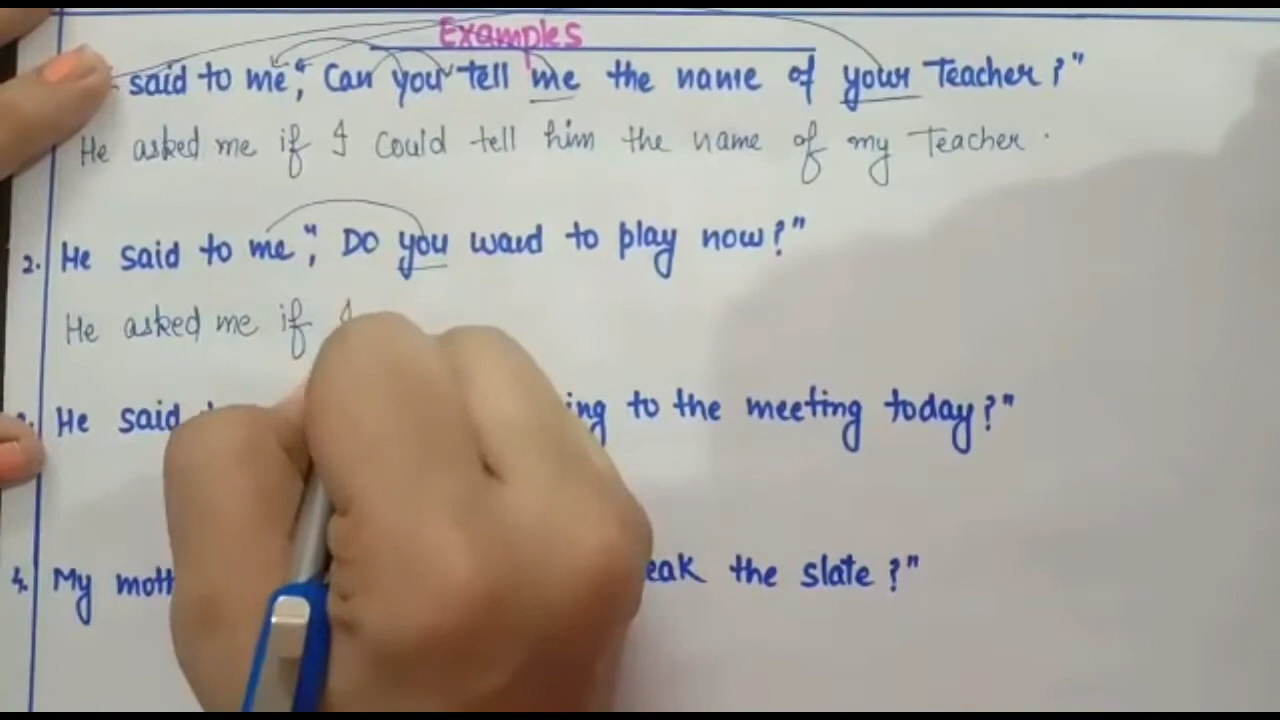 Examples
said to me, "Can you tell me the name of your Teacher?"
He asked me if I could tell him the name of my Teacher.
2. He said to me, "Do you want to play now?"
He asked me if I
He said ing to the meeting today?"
4. My moth eak the slate?"